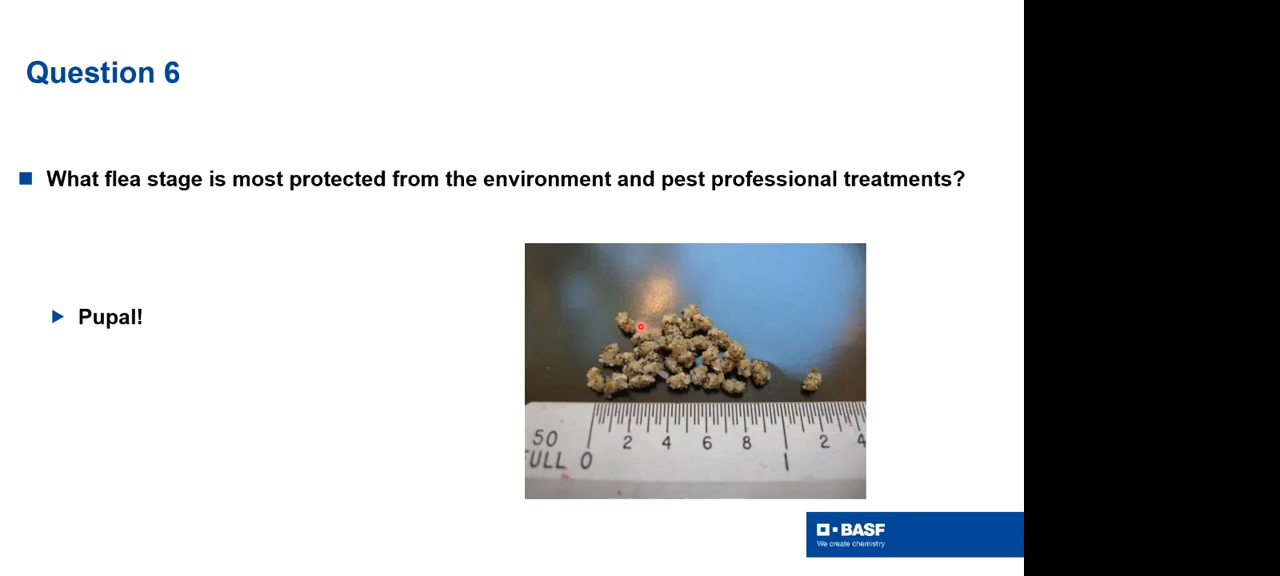 Question 6
What flea stage is most protected from the environment and pest professional treatments?
Pupal!
2 4 6 8 2 4
50
ULL 0 1
BASF
We create chemistry